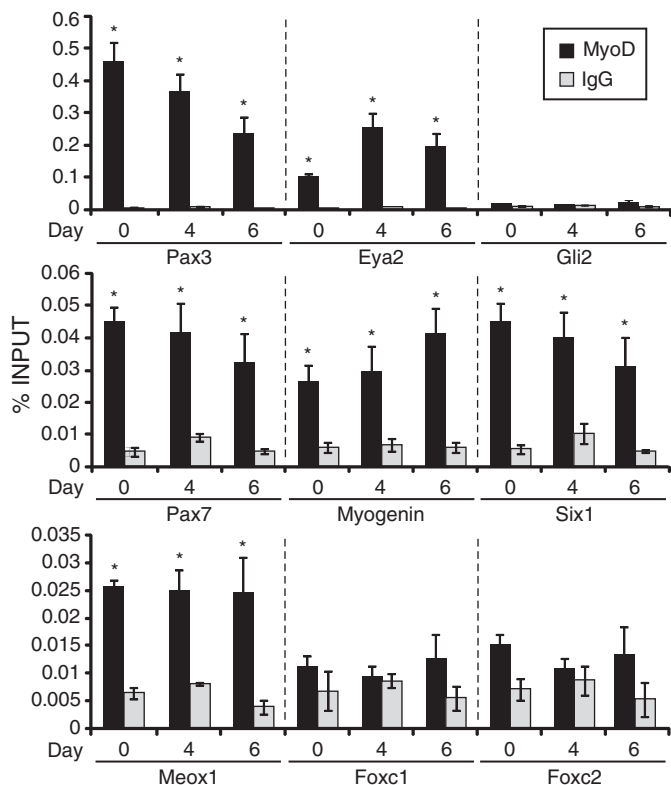 0.6
0.5
0.4
0.3
0.2
0.1
0
* * * * * *
MyoD
IgG
Day 0 4 6 0 4 6 0 4 6
Pax3 Eya2 Gli2
% INPUT
0.06
0.05
0.04
0.03
0.02
0.01
0
* * * * * * * * *
Day 0 4 6 0 4 6 0 4 6
Pax7 Myogenin Six1
0.035
0.03
0.025
0.02
0.015
0.01
0.005
0
* * *
Day 0 4 6 0 4 6 0 4 6
Meox1 Foxc1 Foxc2